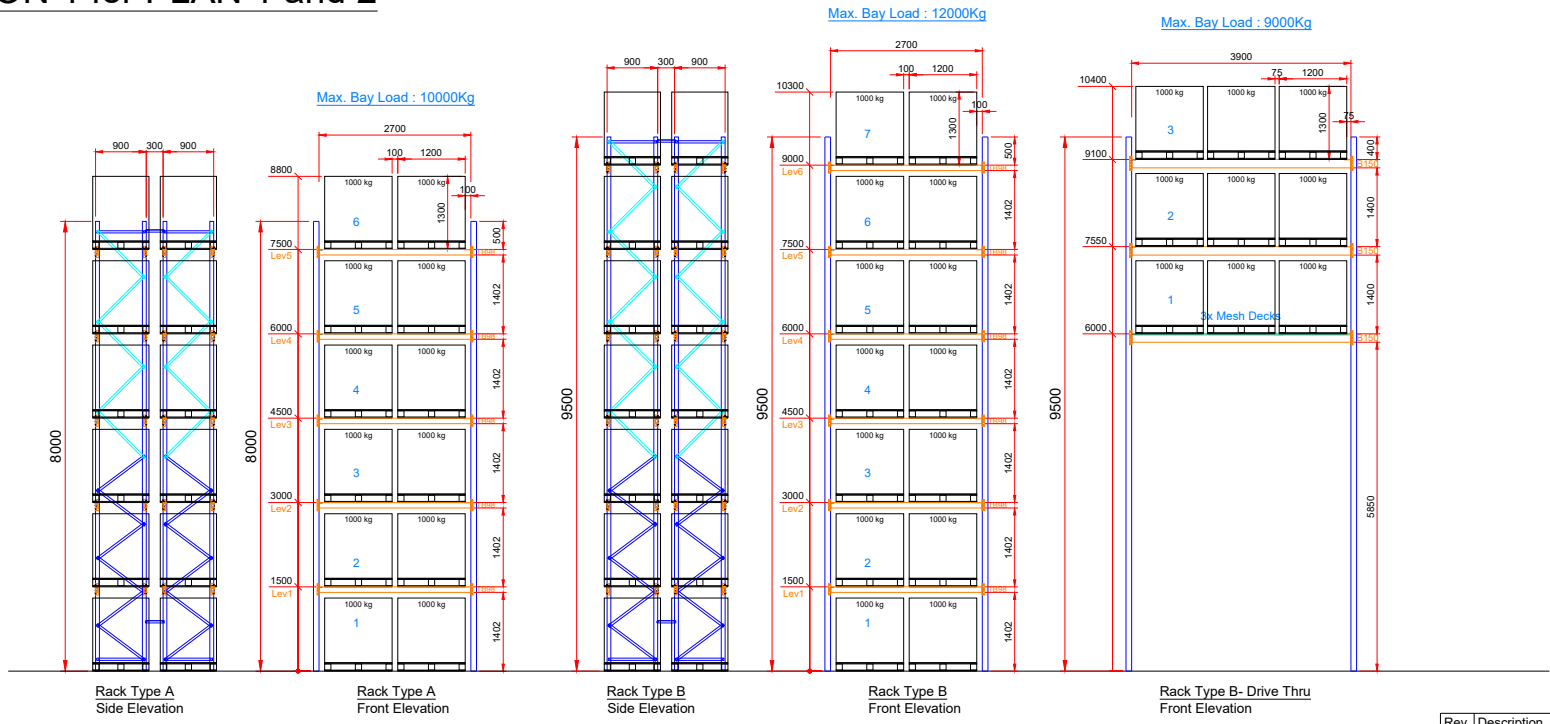 Max. Bay Load : 12000Kg
Max. Bay Load : 9000Kg
Max. Bay Load : 10000Kg
900 300 900
8000
Rack Type A
Side Elevation
2700
100 1200
100
8800
1000 kg 1000 kg
6
1300
500
7500
Lev5
1000 kg 1000 kg
5
1402
6000
Lev4
1000 kg 1000 kg
4
1402
4500
Lev3
1000 kg 1000 kg
3
1402
3000
Lev2
1000 kg 1000 kg
2
1402
1500
Lev1
1000 kg 1000 kg
1
1402
8000
Rack Type A
Front Elevation
900 300 900
9500
Rack Type B
Side Elevation
2700
100 1200
100
10300
1000 kg 1000 kg
7
1300
500
9000
Lev6
1000 kg 1000 kg
6
1402
7500
Lev5
1000 kg 1000 kg
5
1402
6000
Lev4
1000 kg 1000 kg
4
1402
4500
Lev3
1000 kg 1000 kg
3
1402
3000
Lev2
1000 kg 1000 kg
2
1402
1500
Lev1
1000 kg 1000 kg
1
1402
9500
Rack Type B
Front Elevation
3900
75 1200
75
10400
1000 kg 1000 kg 1000 kg
3
1300
400
9100
B150
1000 kg 1000 kg 1000 kg
2
1400
7550
B150
1000 kg 1000 kg 1000 kg
1
1400
3x Mesh Decks
6000
B150
5850
9500
Rack Type B- Drive Thru
Front Elevation
Rev Description